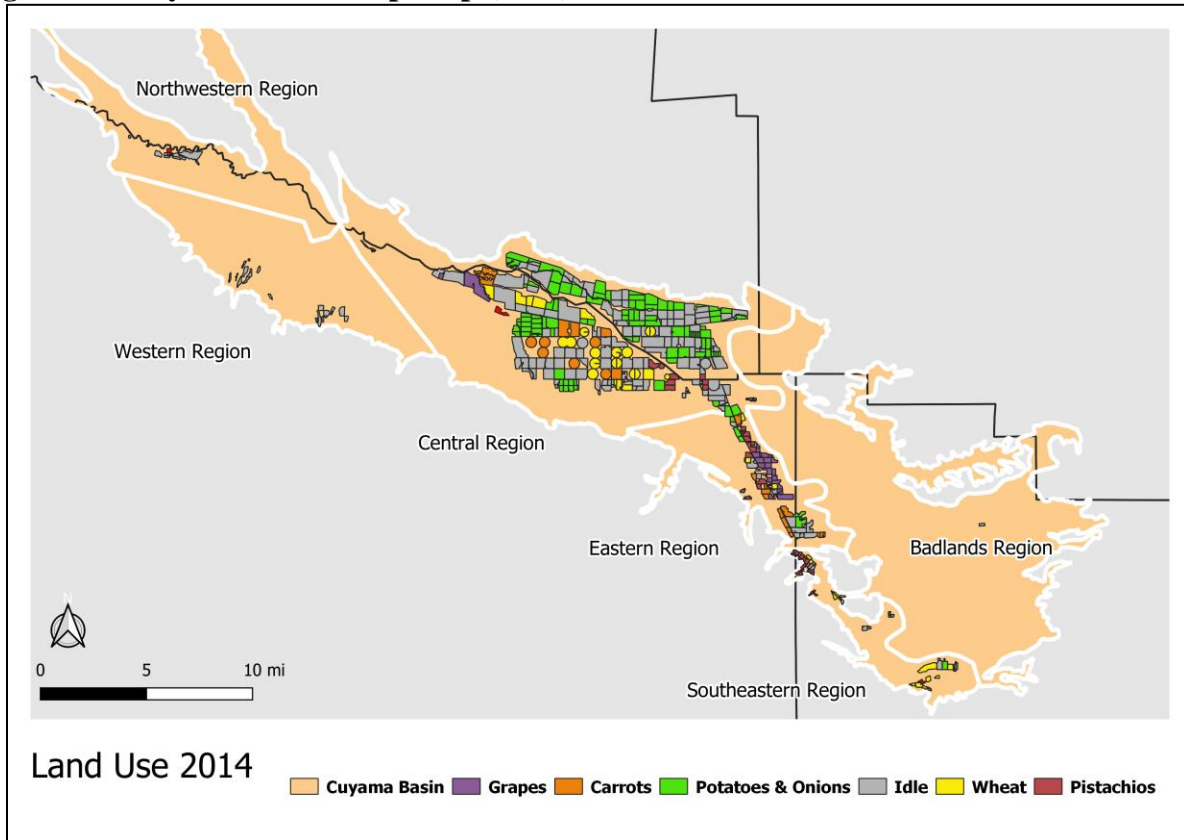 Northwestern Region
Western Region
Central Region
Eastern Region
Badlands Region
Southeastern Region
N
0 5 10 mi
Land Use 2014
Cuyama Basin Grapes Carrots Potatoes & Onions Idle Wheat Pistachios